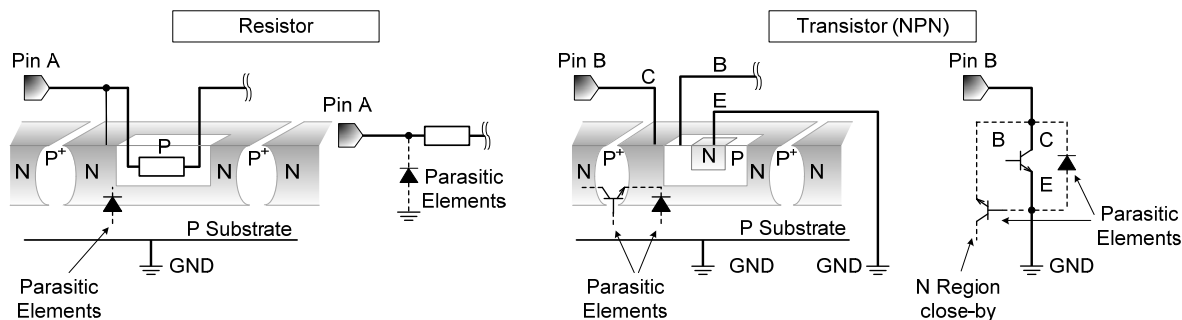 Resistor
Pin A
N
P+
N
P
N
P+
N
P Substrate
GND
Parasitic
Elements
Pin A
Parasitic
Elements
Transistor (NPN)
Pin B
C
B
E
N
P+
N
N
P
P+
N
N
P Substrate
GND
GND
Parasitic
Elements
Pin B
B
C
E
GND
Parasitic
Elements
N Region
close-by